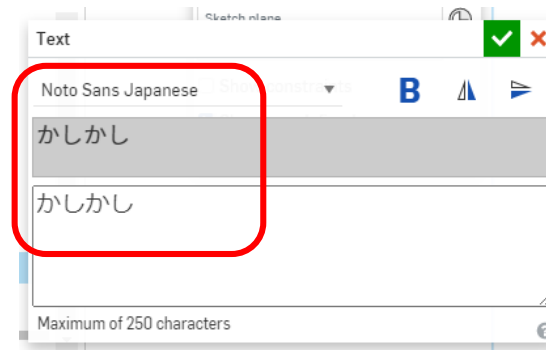 Sketch plane
Text
Noto Sans Japanese
かしかし
かしかし
Maximum of 250 characters